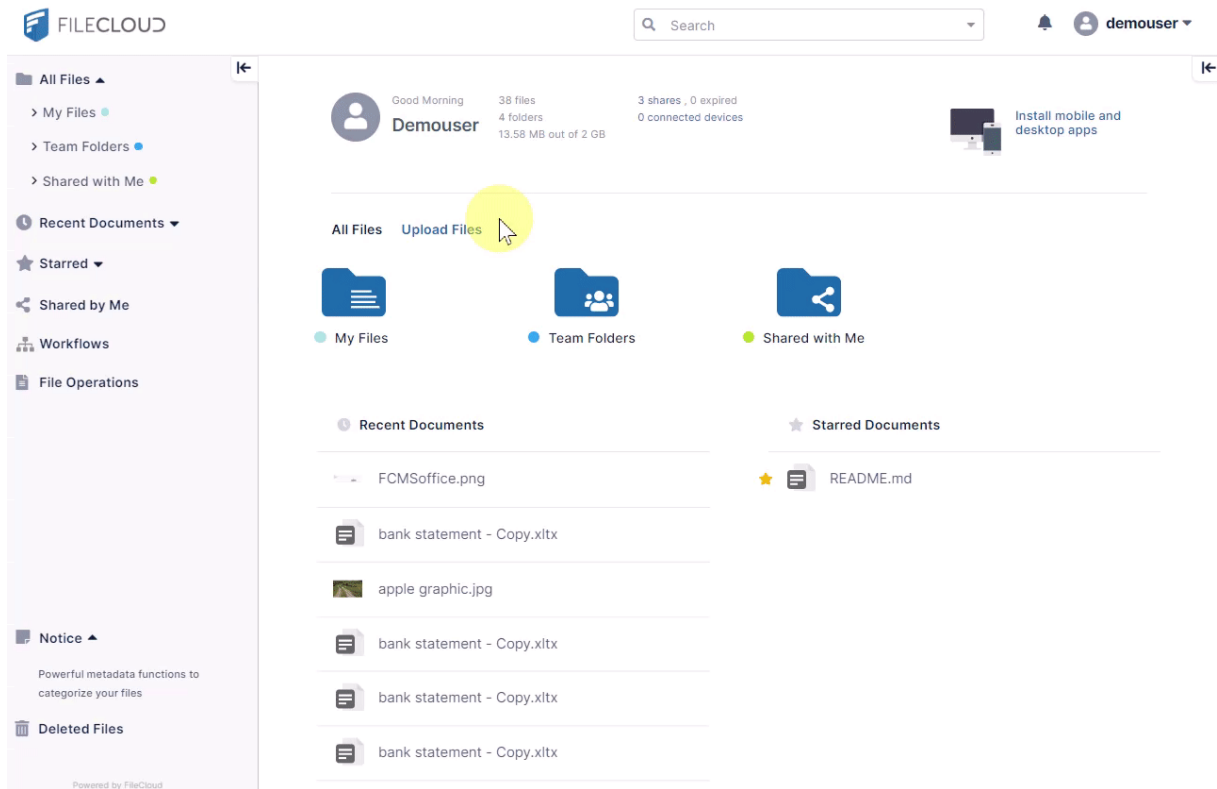 FILECLOUD
Search
demouser
All Files
My Files
Team Folders
Shared with Me
Recent Documents
Starred
Shared by Me
Workflows
File Operations
Notice
Powerful metadata functions to
categorize your files
Deleted Files
Powered by FileCloud
Good Morning
Demouser
38 files
4 folders
13.58 MB out of 2 GB
3 shares , 0 expired
0 connected devices
Install mobile and
desktop apps
All Files Upload Files
My Files
Team Folders
Shared with Me
Recent Documents
FCMSoffice.png
bank statement - Copy.xltx
apple graphic.jpg
bank statement - Copy.xltx
bank statement - Copy.xltx
bank statement - Copy.xltx
Starred Documents
README.md